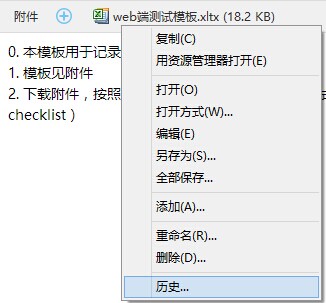 附件 web端测试模板.xltx (18.2 KB)
0. 本模板用于记录
1. 模板见附件
2. 下载附件，按照
checklist）
复制(C)
用资源管理器打开(E)
打开(O)
打开方式(W)...
编辑(E)
另存为(S)...
全部保存...
添加(A)...
重命名(R)...
删除(D)...
历史...